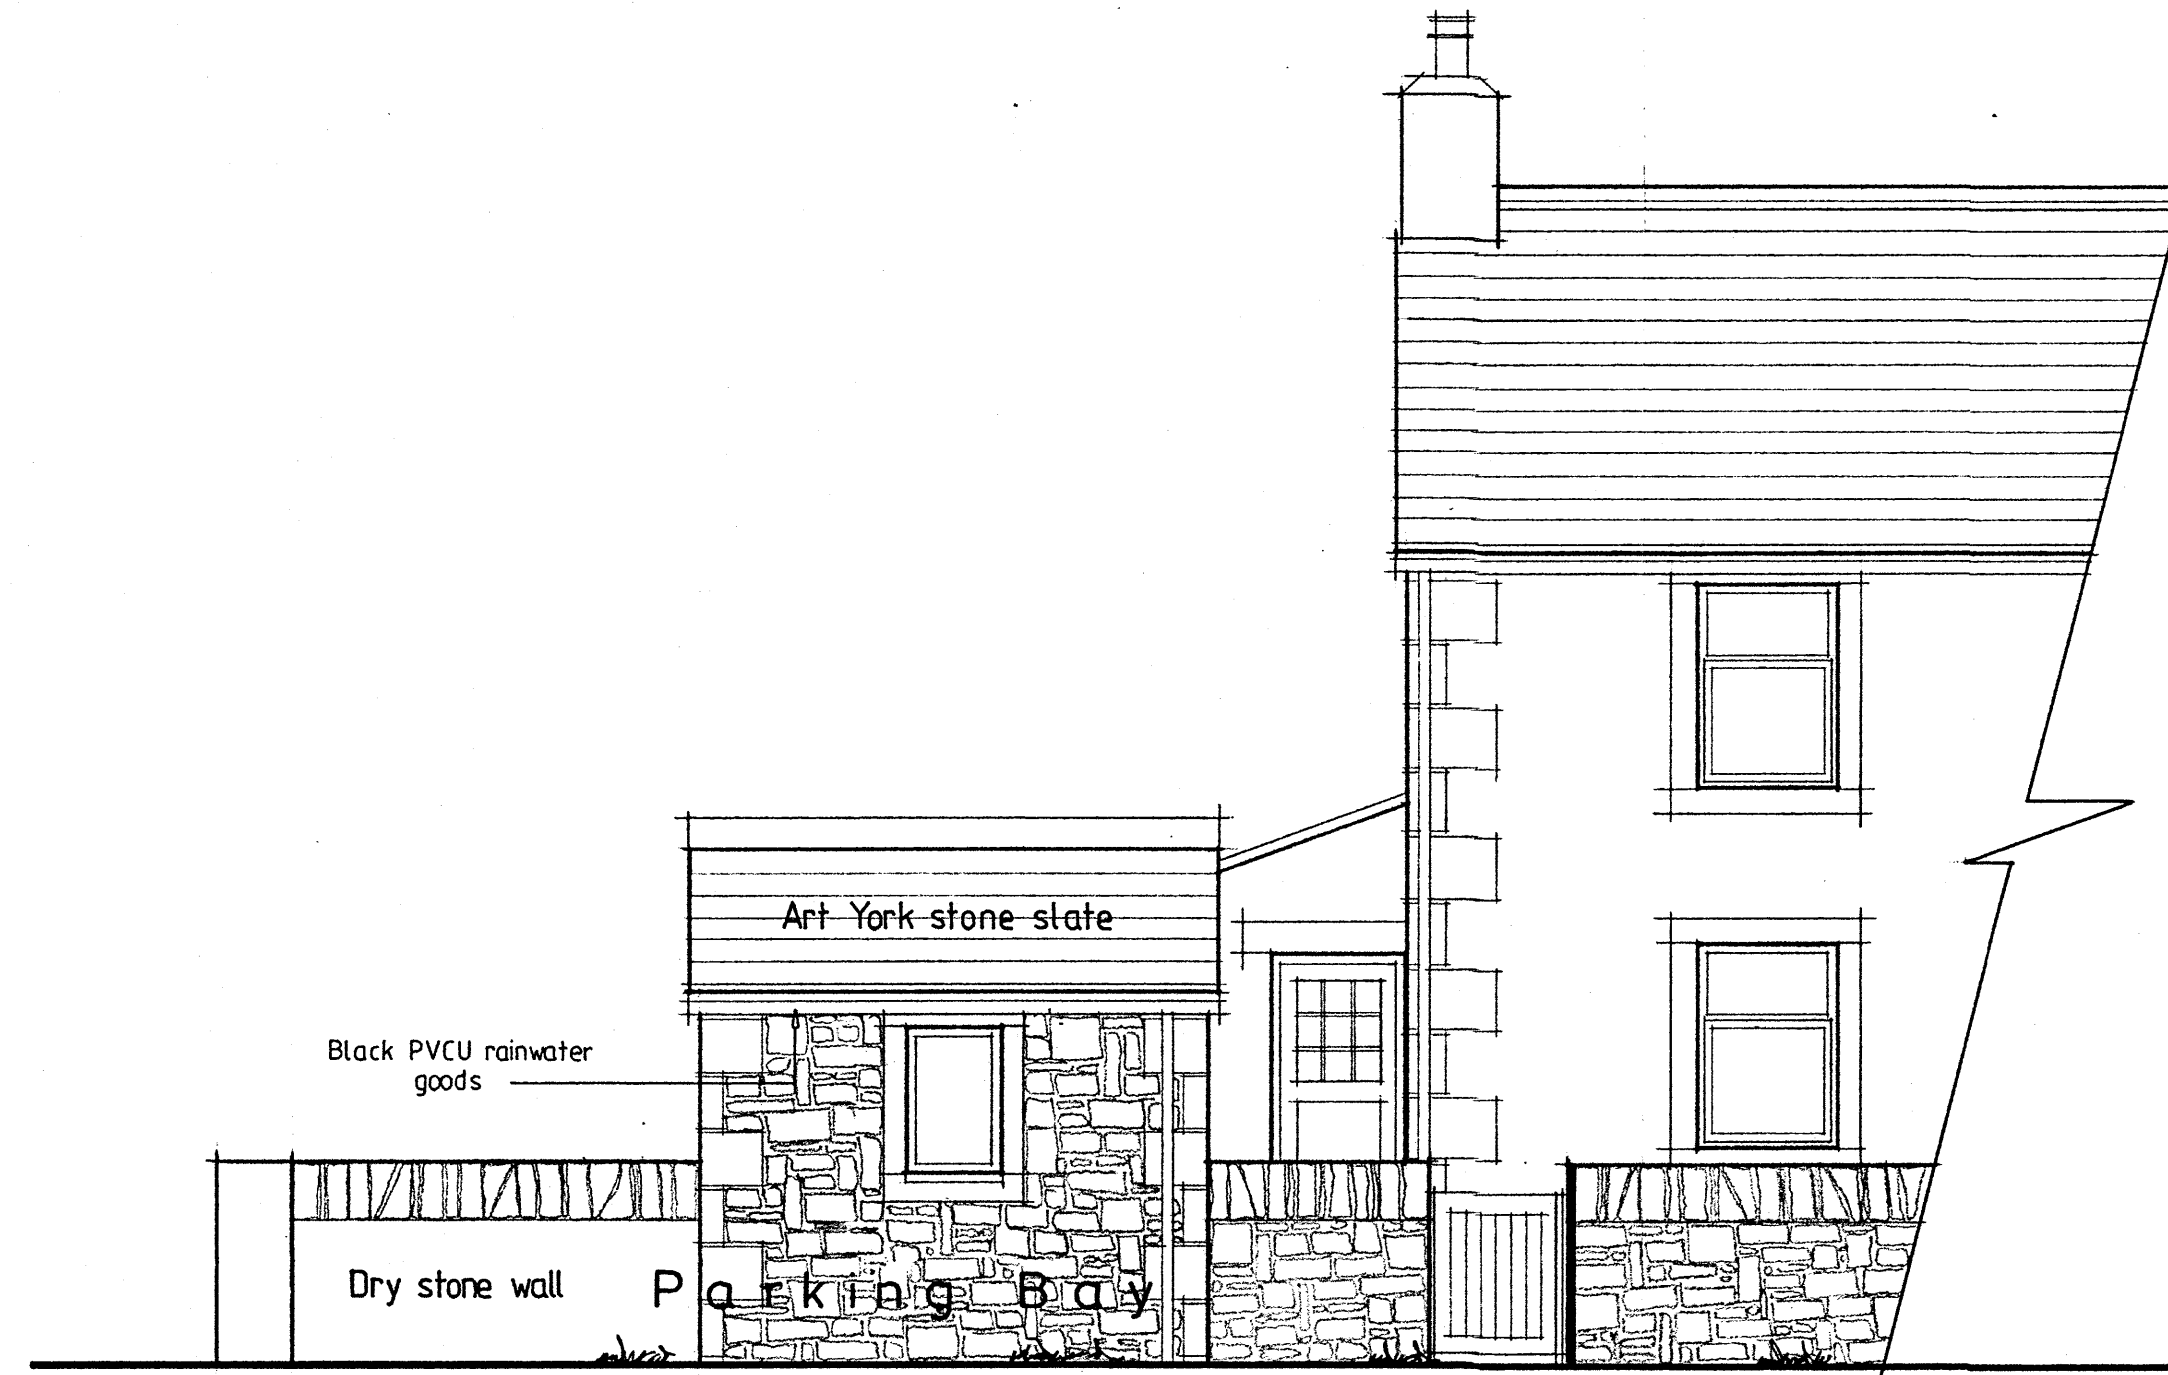 Art York stone slate
Black PVCU rainwater
goods
Dry stone wall
Parking Bay